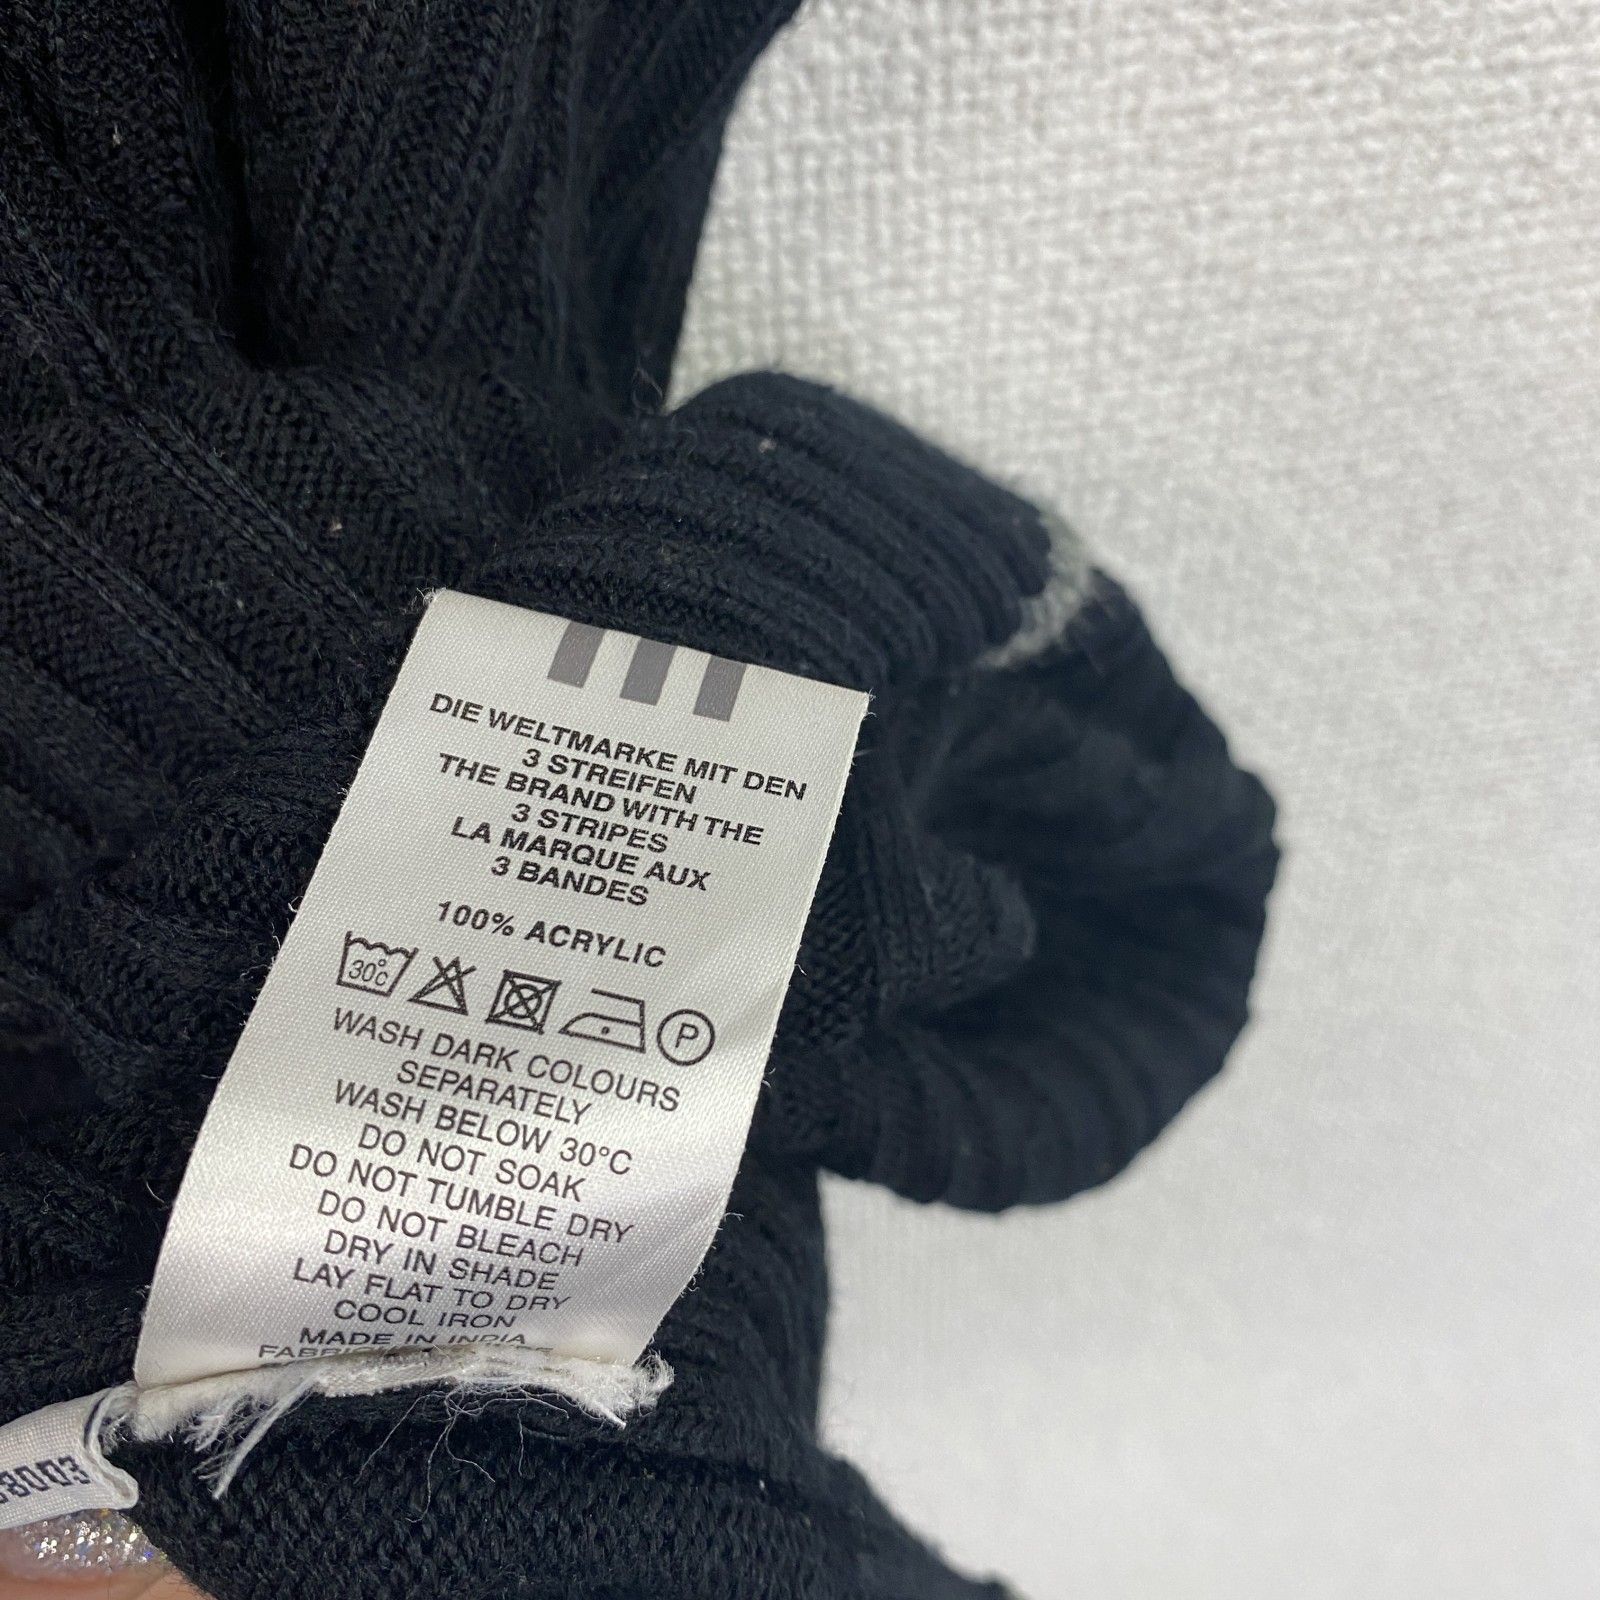 DIE WELTMARKE MIT DEN
3 STREIFEN
THE BRAND WITH THE
3 STRIPES
LA MARQUE AUX
3 BANDES
100% ACRYLIC
30°C
P
WASH DARK COLOURS
SEPARATELY
WASH BELOW 30°C
DO NOT SOAK
DO NOT TUMBLE DRY
DO NOT BLEACH
DRY IN SHADE
LAY FLAT TO DRY
COOL IRON
MADE IN INDIA